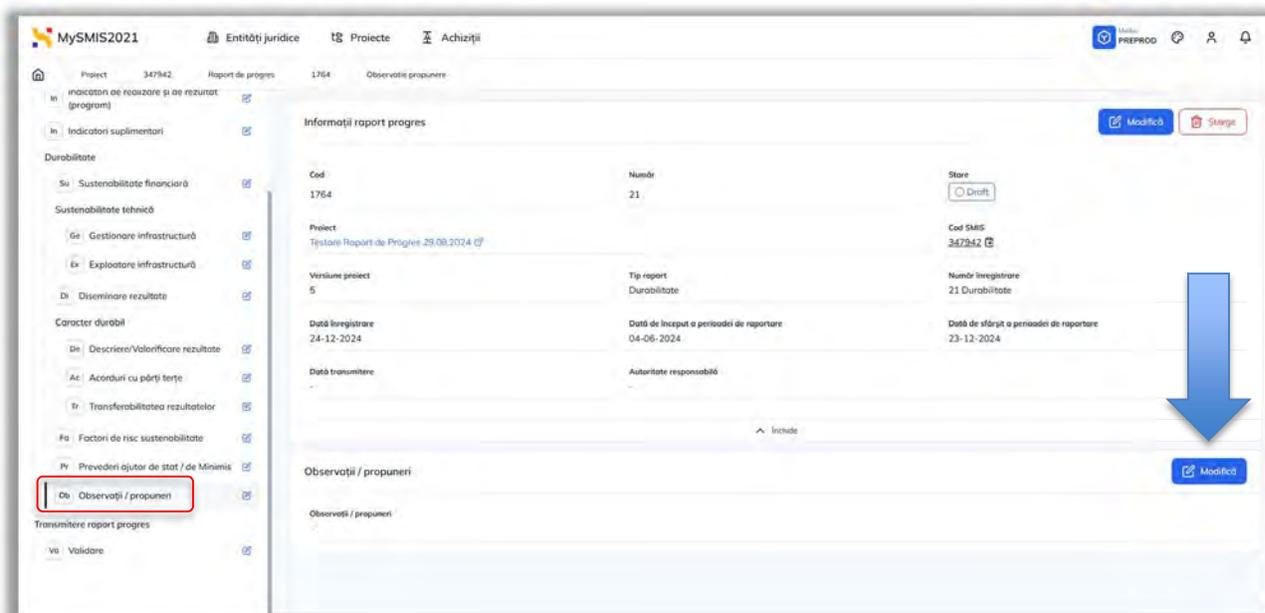 MySMIS2021 Entități juridice Proiecte Achiziții Mediu PREPROD
Proiect 347942 Raport de progres 1764 Observatie propunere
In Indicatori de realizare și de rezultat (program)
In Indicatori suplimentari
Durabilitate
Su Sustenabilitate financiară
Sustenabilitate tehnică
Ge Gestionare infrastructură
Ex Exploatare infrastructură
Di Diseminare rezultate
Caracter durabil
De Descriere/Valorificare rezultate
Ac Acorduri cu părți terțe
Tr Transferabilitatea rezultatelor
Fa Factori de risc sustenabilitate
Pr Prevederi ajutor de stat / de Minimis
Ob Observații / propuneri
Transmitere raport progres
Va Validare
Informații raport progres Modifică Șterge
Cod Număr Stare
1764 21 Draft
Proiect Cod SMIS
Testare Raport de Progres 29.08.2024 347942
Versiune proiect Tip raport Număr înregistrare
5 Durabilitate 21 Durabilitate
Dată înregistrare Dată de început a perioadei de raportare Dată de sfârșit a perioadei de raportare
24-12-2024 04-06-2024 23-12-2024
Dată transmitere Autoritate responsabilă
- -
Închide
Observații / propuneri Modifică
Observații / propuneri
-